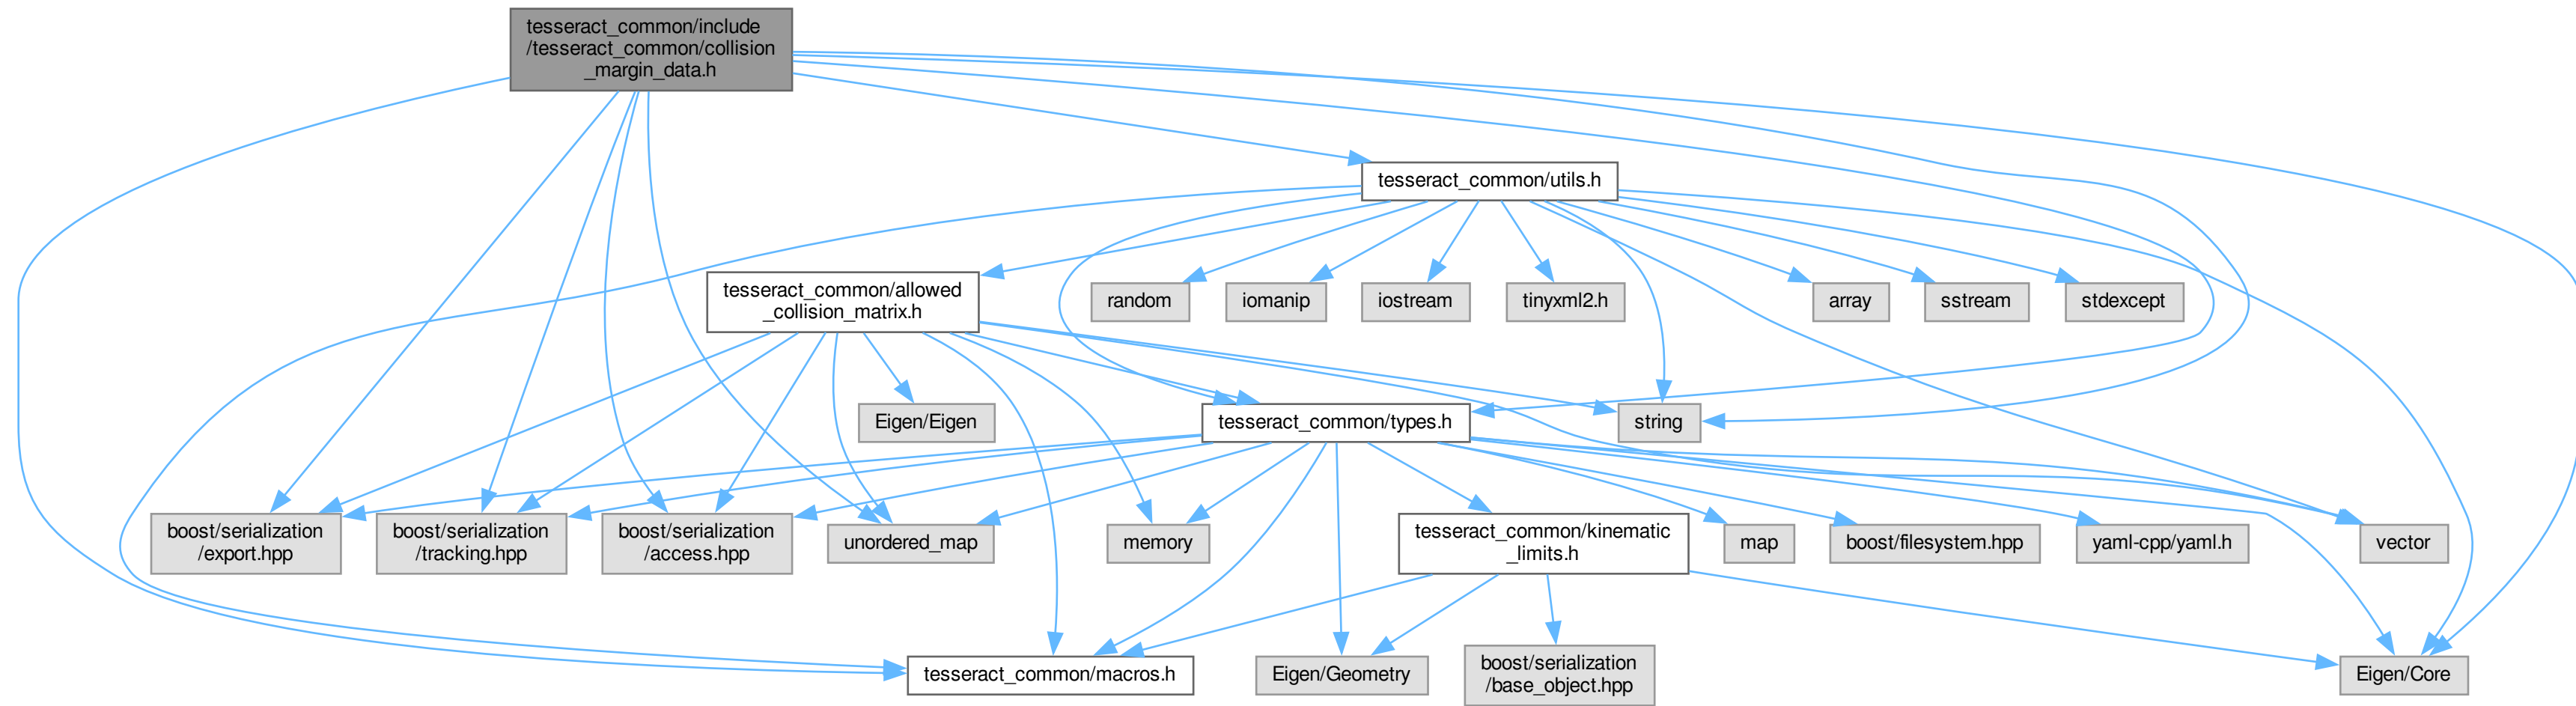 tesseract_common/include
/tesseract_common/collision
_margin_data.h
tesseract_common/utils.h
tesseract_common/allowed
_collision_matrix.h
random
iomanip
iostream
tinyxml2.h
array
sstream
stdexcept
Eigen/Eigen
tesseract_common/types.h
string
boost/serialization
/export.hpp
boost/serialization
/tracking.hpp
boost/serialization
/access.hpp
unordered_map
memory
tesseract_common/kinematic
_limits.h
map
boost/filesystem.hpp
yaml-cpp/yaml.h
vector
tesseract_common/macros.h
Eigen/Geometry
boost/serialization
/base_object.hpp
Eigen/Core